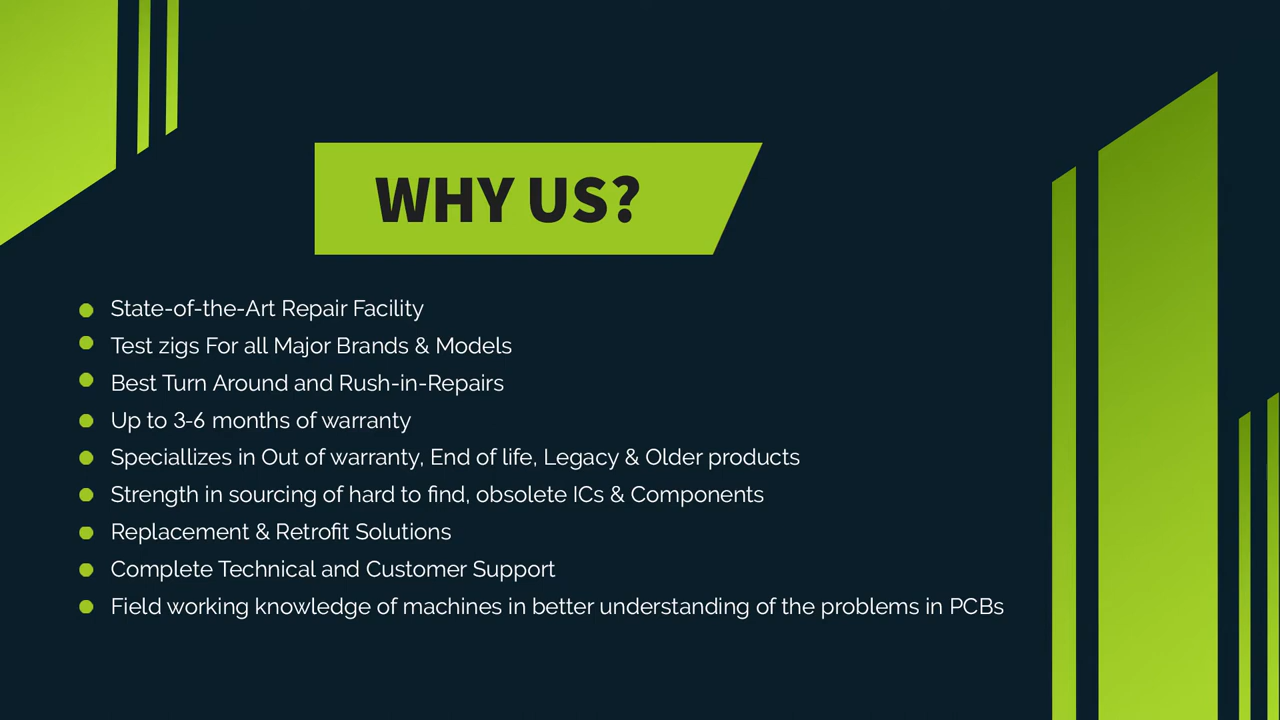 WHY US?
State-of-the-Art Repair Facility
Test zigs For all Major Brands & Models
Best Turn Around and Rush-in-Repairs
Up to 3-6 months of warranty
Speciallizes in Out of warranty, End of life, Legacy & Older products
Strength in sourcing of hard to find, obsolete ICs & Components
Replacement & Retrofit Solutions
Complete Technical and Customer Support
Field working knowledge of machines in better understanding of the problems in PCBs